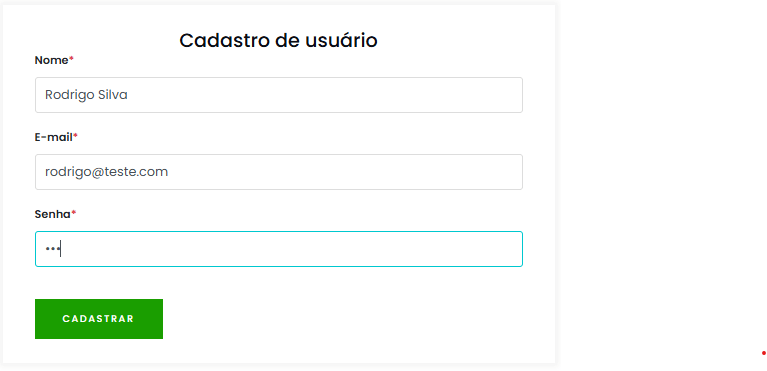 Cadastro de usuário
Nome*
Rodrigo Silva
E-mail*
rodrigo@teste.com
Senha*
•••
CADASTRAR